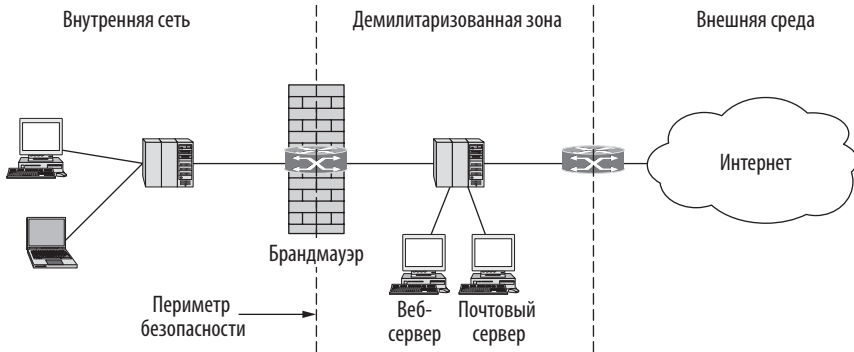 Внутренняя сеть
Демилитаризованная зона
Внешняя среда
Интернет
Брандмауэр
Периметр
безопасности
Веб-
сервер
Почтовый
сервер